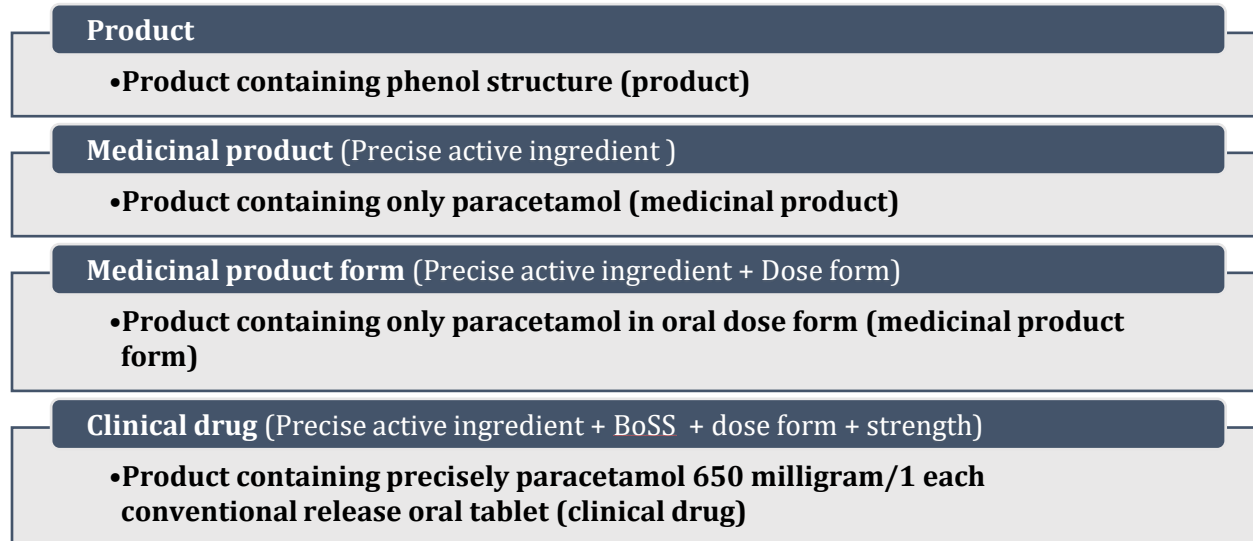 Product
•Product containing phenol structure (product)
Medicinal product (Precise active ingredient )
•Product containing only paracetamol (medicinal product)
Medicinal product form (Precise active ingredient + Dose form)
•Product containing only paracetamol in oral dose form (medicinal product
form)
Clinical drug (Precise active ingredient + BoSS + dose form + strength)
•Product containing precisely paracetamol 650 milligram/1 each
conventional release oral tablet (clinical drug)